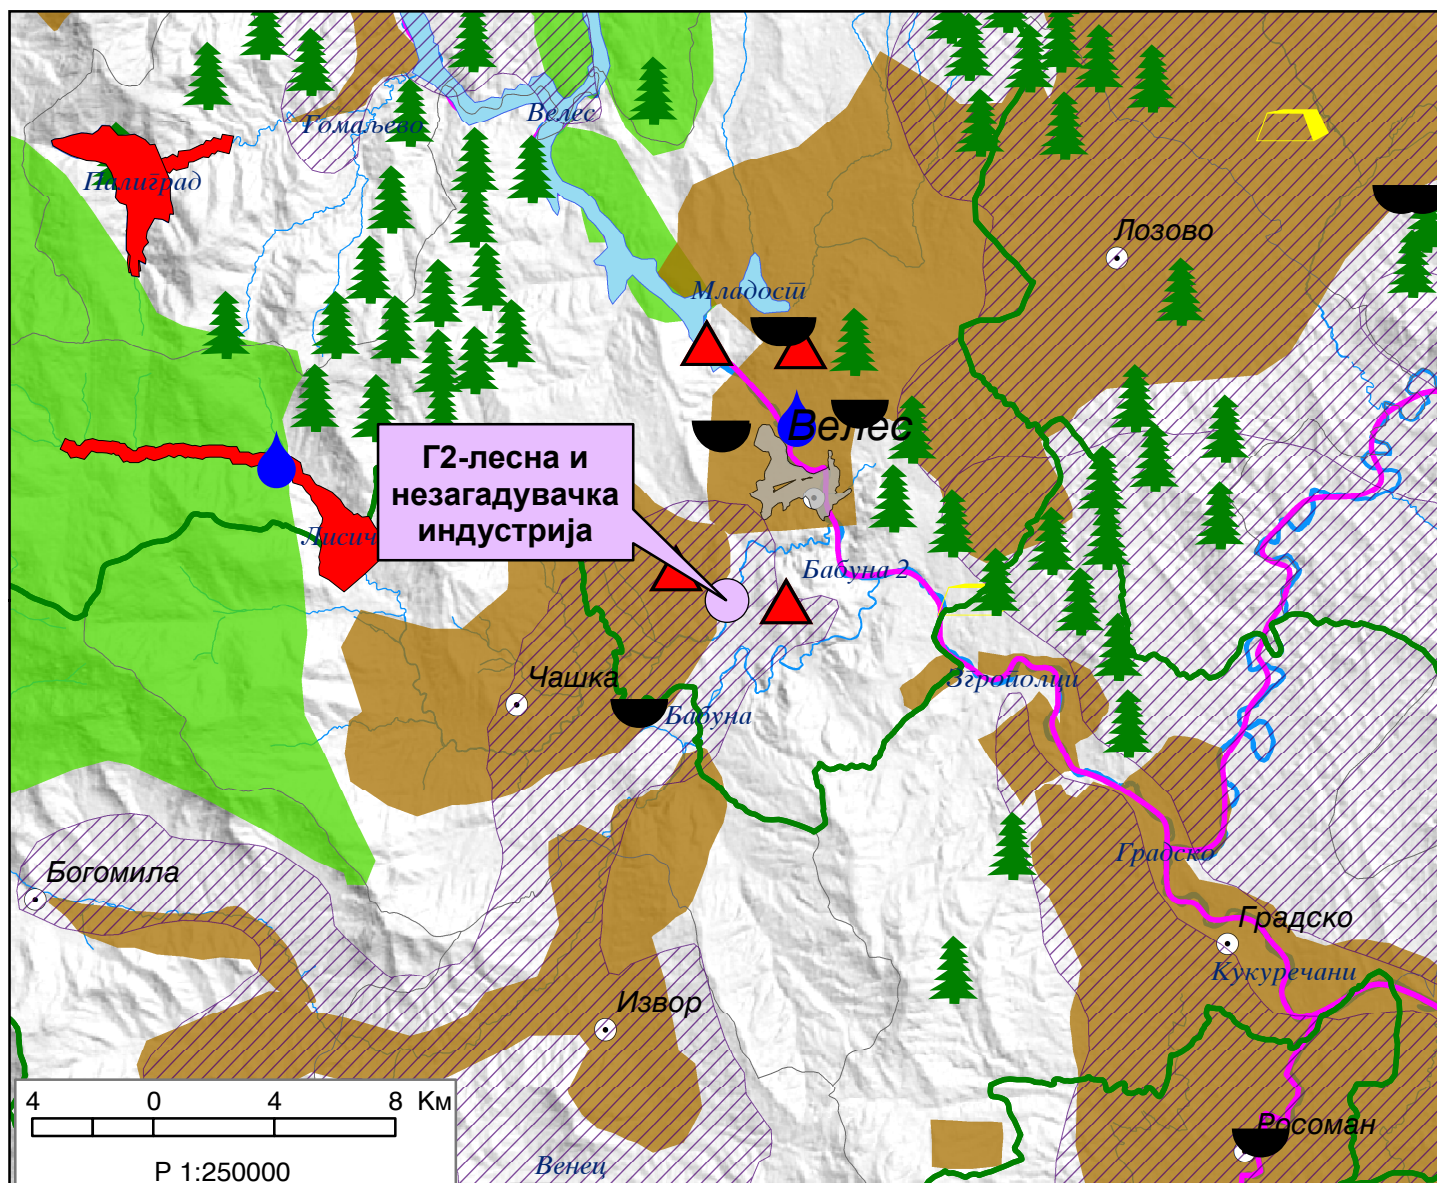 Велес
Гомаљево
Палиград
Лозово
Младост
Велес
Г2-лесна и
незагадувачка
индустрија
Лисич
Бабуна 2
Чашка
Згрополци
Бабуна
Градско
Богомила
Градско
Кукуречани
Извор
4 0 4 8 Км
Росоман
Р 1:250000
Венец